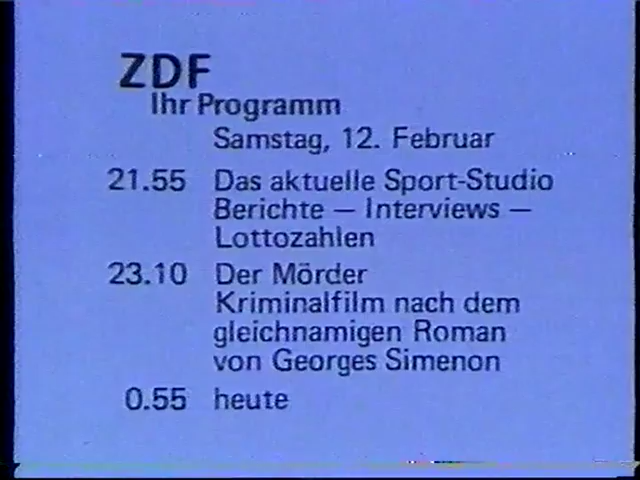 ZDF
Ihr Programm
Samstag, 12. Februar
21.55 Das aktuelle Sport-Studio
Berichte — Interviews —
Lottozahlen
23.10 Der Mörder
Kriminalfilm nach dem
gleichnamigen Roman
von Georges Simenon
0.55 heute